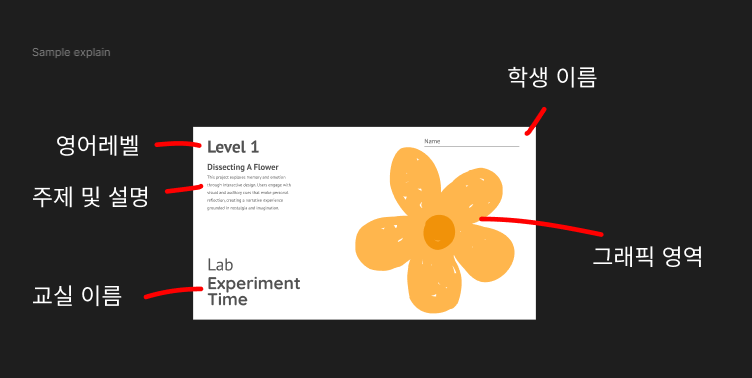 Sample explain
학생 이름
영어레벨
Level 1
Name
주제 및 설명
Dissecting A Flower
This project explores memory and emotion
through interactive design. Users engage with
visual and auditory cues that evoke personal
reflection, creating a narrative experience
grounded in nostalgia and imagination.
그래픽 영역
교실 이름
Lab
Experiment
Time